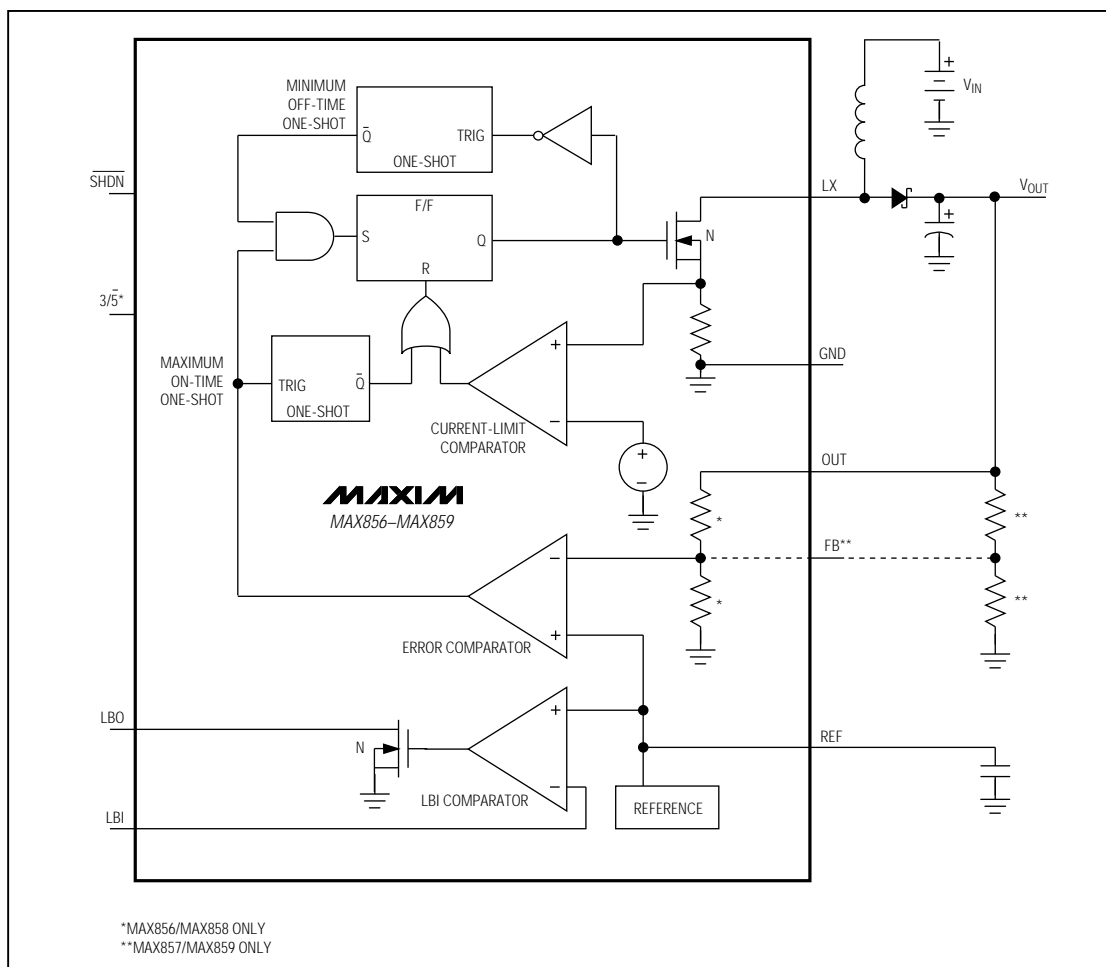 MINIMUM
OFF-TIME
ONE-SHOT
Q̅
TRIG
ONE-SHOT
+
VIN
SHDN
LX
VOUT
F/F
S
Q
N
+
R
3/5*
MAXIMUM
ON-TIME
ONE-SHOT
TRIG
Q̅
ONE-SHOT
+
−
CURRENT-LIMIT
COMPARATOR
GND
+
−
OUT
MAXIM
MAX856–MAX859
*
**
−
FB**
*
**
+
ERROR COMPARATOR
LBO
N
+
−
LBI COMPARATOR
REF
REFERENCE
LBI
*MAX856/MAX858 ONLY
**MAX857/MAX859 ONLY